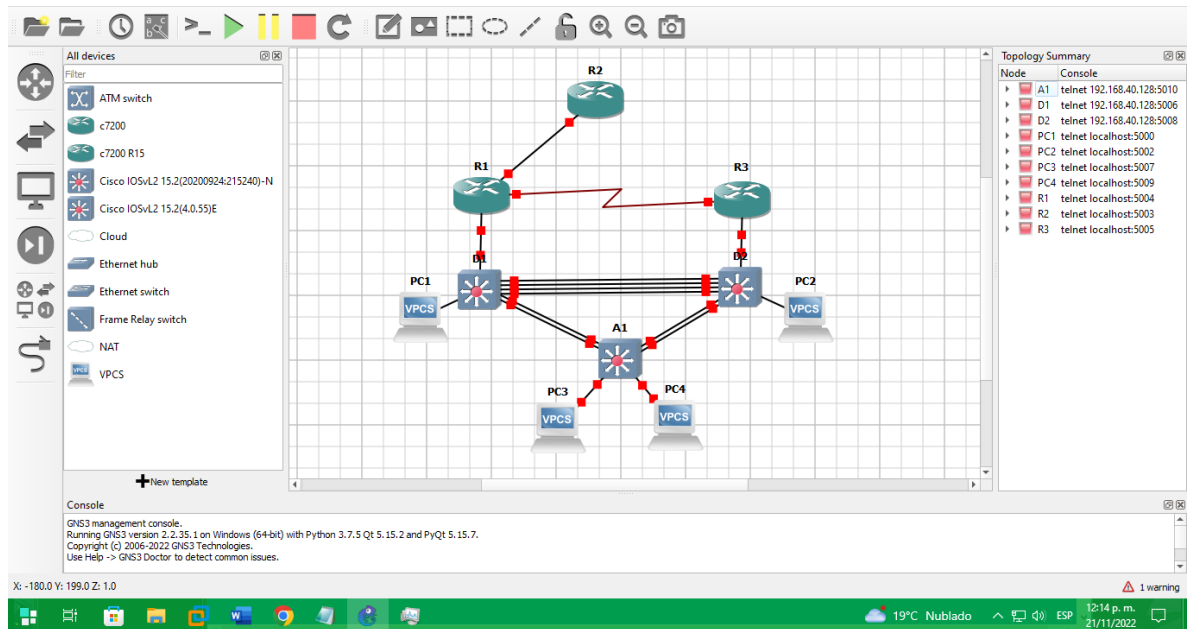 All devices
Filter
ATM switch
c7200
c7200 R15
Cisco IOSvL2 15.2(20200924:215240)-N
Cisco IOSvL2 15.2(4.0.55)E
Cloud
Ethernet hub
Ethernet switch
Frame Relay switch
NAT
VPCS
New template
R2
R1
R3
D1
D2
PC1
VPCS
PC2
VPCS
A1
PC3
VPCS
PC4
VPCS
Topology Summary
Node Console
A1 telnet 192.168.40.128:5010
D1 telnet 192.168.40.128:5006
D2 telnet 192.168.40.128:5008
PC1 telnet localhost:5000
PC2 telnet localhost:5002
PC3 telnet localhost:5007
PC4 telnet localhost:5009
R1 telnet localhost:5004
R2 telnet localhost:5003
R3 telnet localhost:5005
Console
GNS3 management console.
Running GNS3 version 2.2.35.1 on Windows (64-bit) with Python 3.7.5 Qt 5.15.2 and PyQt 5.15.7.
Copyright (c) 2006-2022 GNS3 Technologies.
Use Help -> GNS3 Doctor to detect common issues.
X: -180.0 Y: 199.0 Z: 1.0
1 warning
19°C Nublado
ESP
12:14 p. m.
21/11/2022